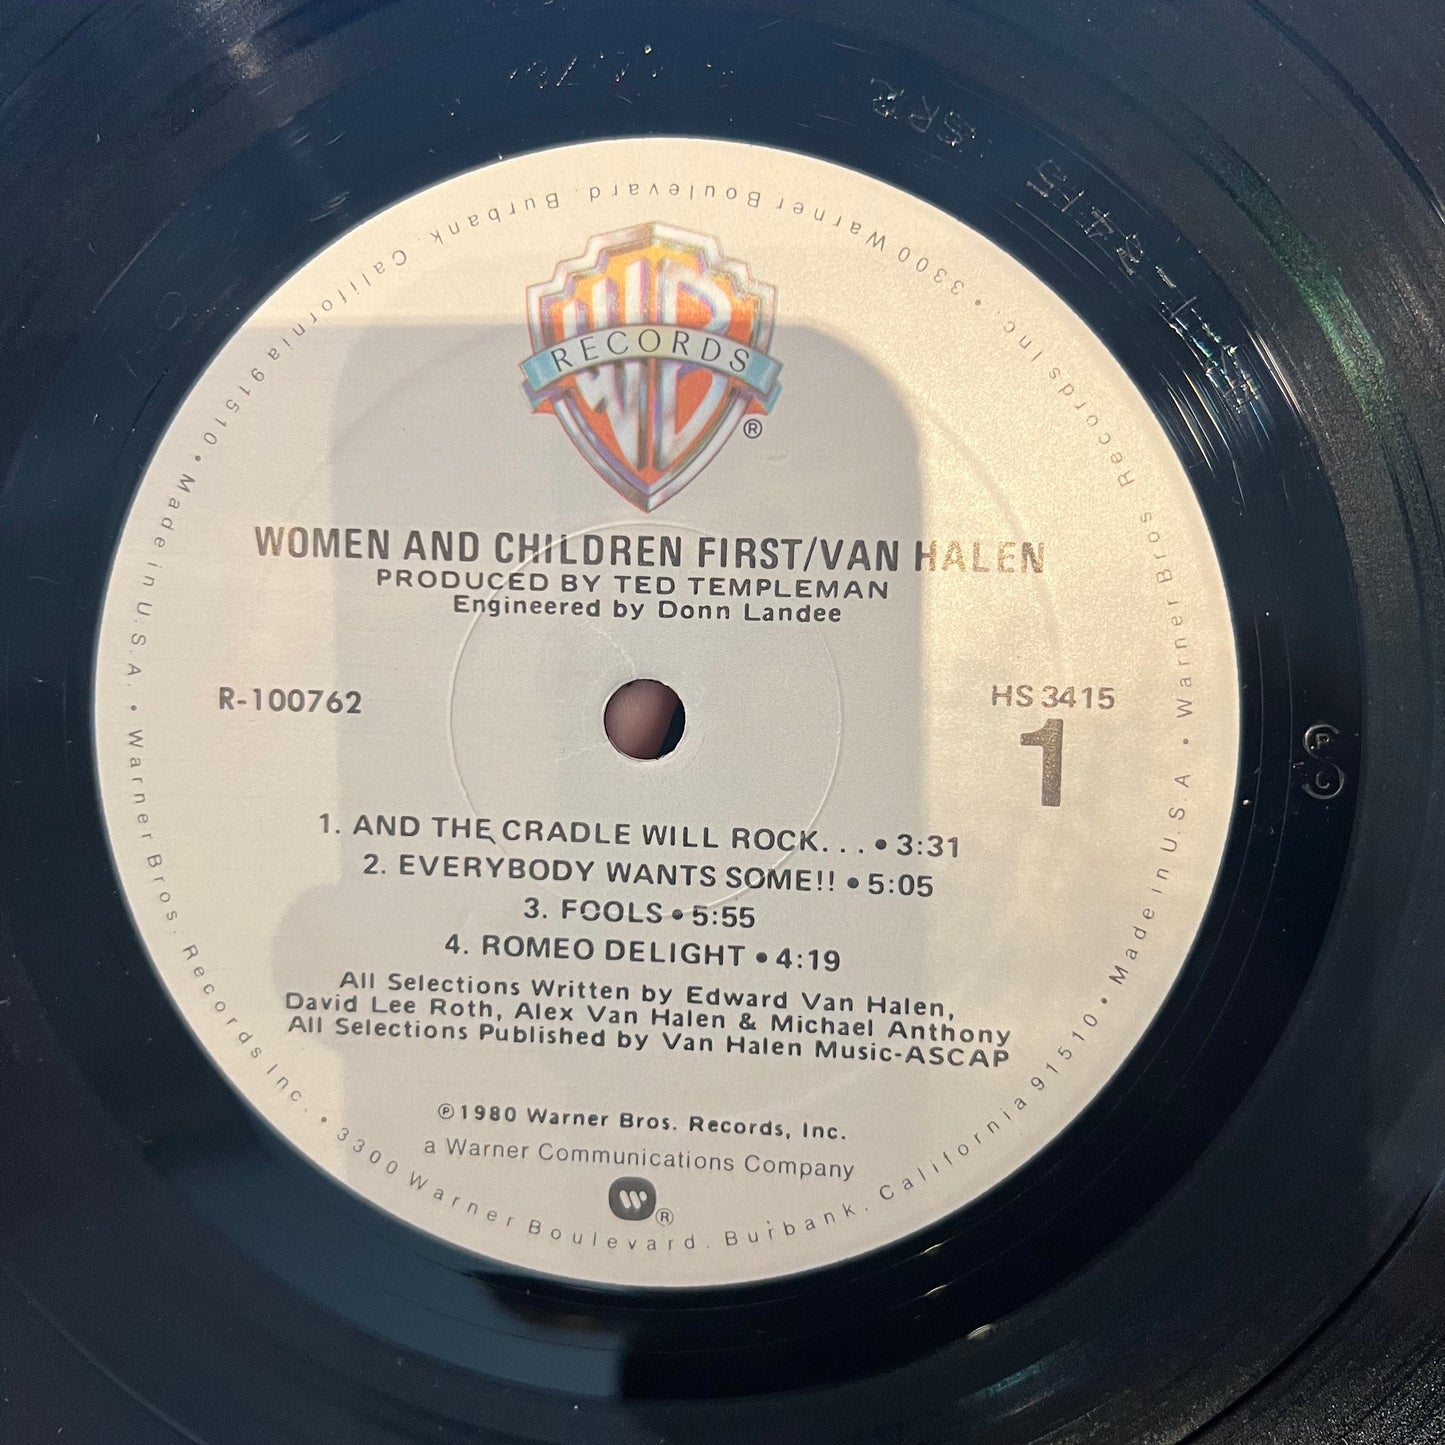 WB
RECORDS
®
WOMEN AND CHILDREN FIRST/VAN HALEN
PRODUCED BY TED TEMPLEMAN
Engineered by Donn Landee
R-100762
HS 3415
1
1. AND THE CRADLE WILL ROCK. . . • 3:31
2. EVERYBODY WANTS SOME!! • 5:05
3. FOOLS • 5:55
4. ROMEO DELIGHT • 4:19
All Selections Written by Edward Van Halen,
David Lee Roth, Alex Van Halen & Michael Anthony
All Selections Published by Van Halen Music-ASCAP
℗1980 Warner Bros. Records, Inc.
a Warner Communications Company
®
Warner Bros. Records Inc. • 3300 Warner Boulevard. Burbank. California 91510 • Made in U.S.A. • Warner Bros. Records Inc. • 3300 Warner Boulevard. Burbank. California 91510 • Made in U.S.A. •
SR2